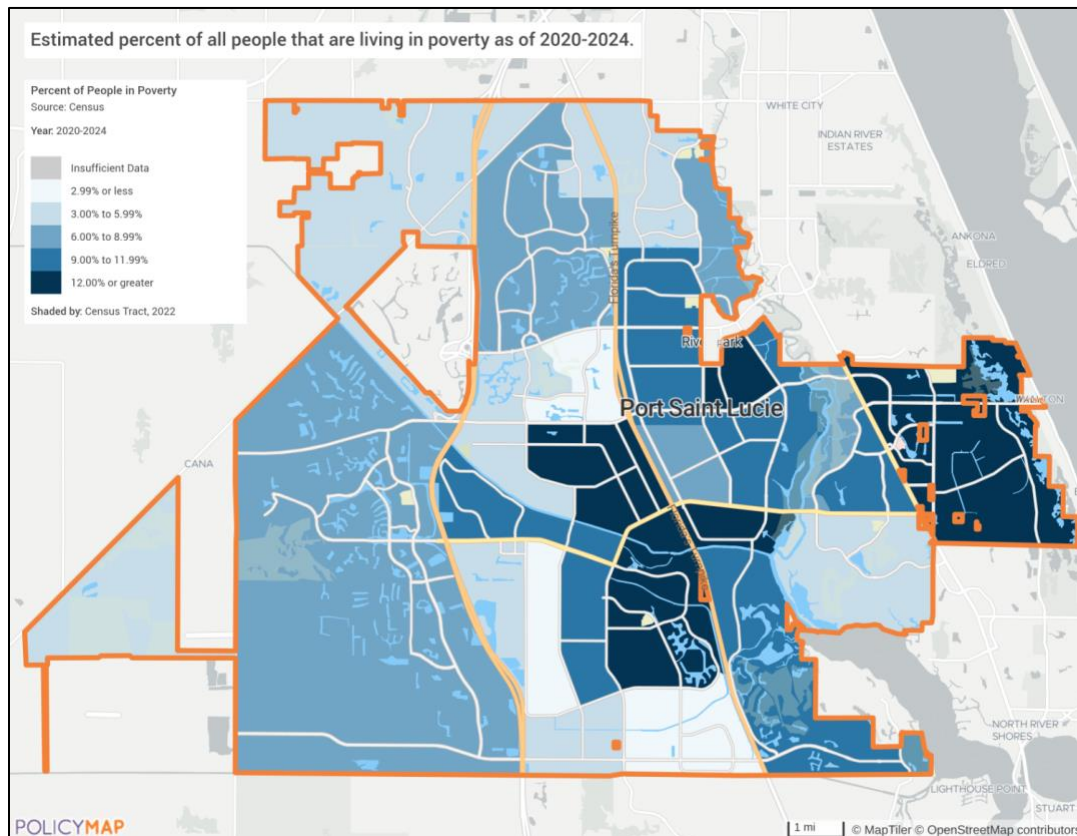 Estimated percent of all people that are living in poverty as of 2020-2024.
Percent of People in Poverty
Source: Census
Year: 2020-2024
Insufficient Data
2.99% or less
3.00% to 5.99%
6.00% to 8.99%
9.00% to 11.99%
12.00% or greater
Shaded by: Census Tract, 2022
WHITE CITY
INDIAN RIVER
ESTATES
ANKONA
ELDRED
Florida's Turnpike
Port Saint Lucie
CANA
NORTH RIVER
SHORES
LIGHTHOUSE POINT
STUART
POLICYMAP
1 mi
© MapTiler © OpenStreetMap contributors